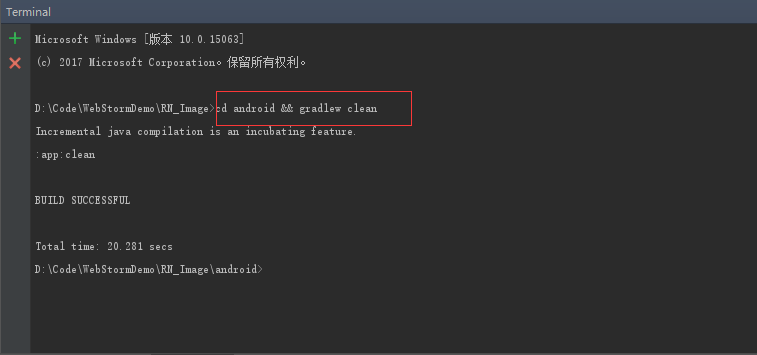 Terminal
Microsoft Windows [版本 10.0.15063]
(c) 2017 Microsoft Corporation。保留所有权利。
D:\Code\WebStormDemo\RN_Image>cd android && gradlew clean
Incremental java compilation is an incubating feature.
:app:clean
BUILD SUCCESSFUL
Total time: 20.281 secs
D:\Code\WebStormDemo\RN_Image\android>